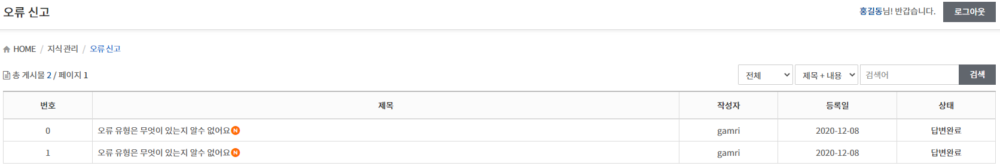 오류 신고
홍길동님! 반갑습니다. 로그아웃
HOME / 지식 관리 / 오류 신고
총 게시물 2 / 페이지 1 전체 제목 + 내용 검색어 검색
번호 제목 작성자 등록일 상태
0 오류 유형은 무엇이 있는지 알수 없어요 N gamri 2020-12-08 답변완료
1 오류 유형은 무엇이 있는지 알수 없어요 N gamri 2020-12-08 답변완료